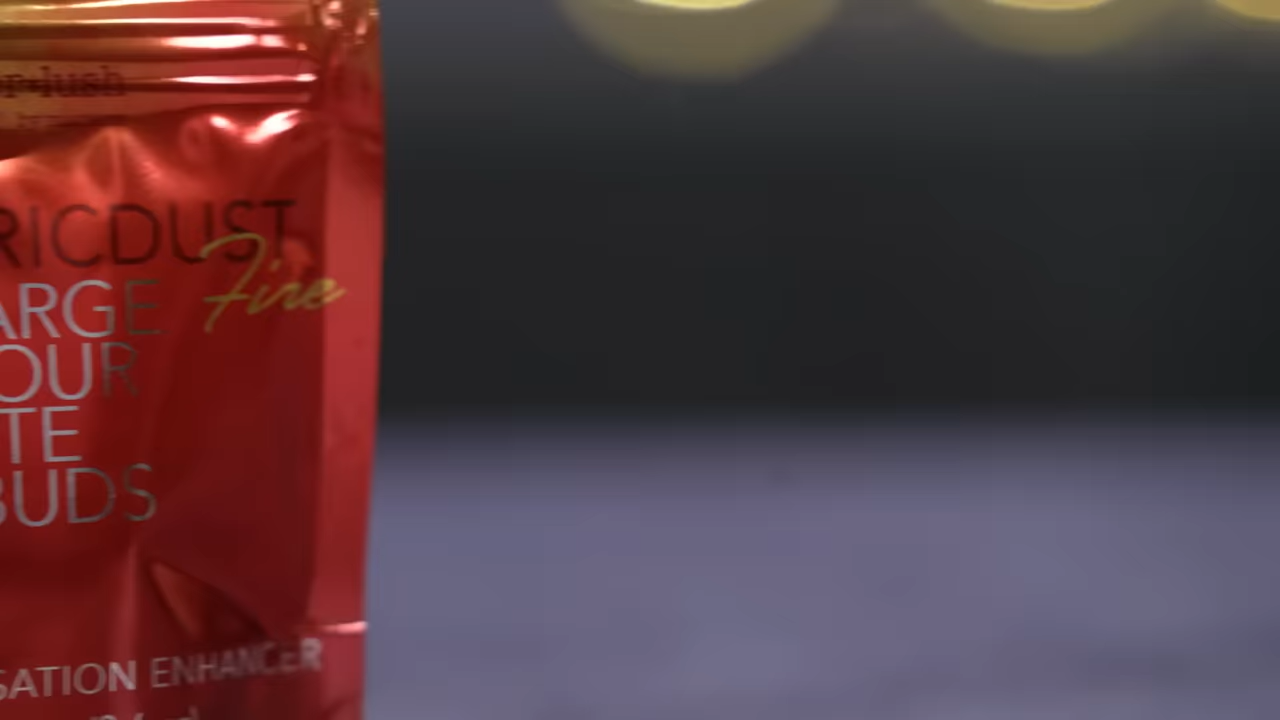 RICDUST
Fire
ARGE
OUR
TE
BUDS
SATION ENHANCER